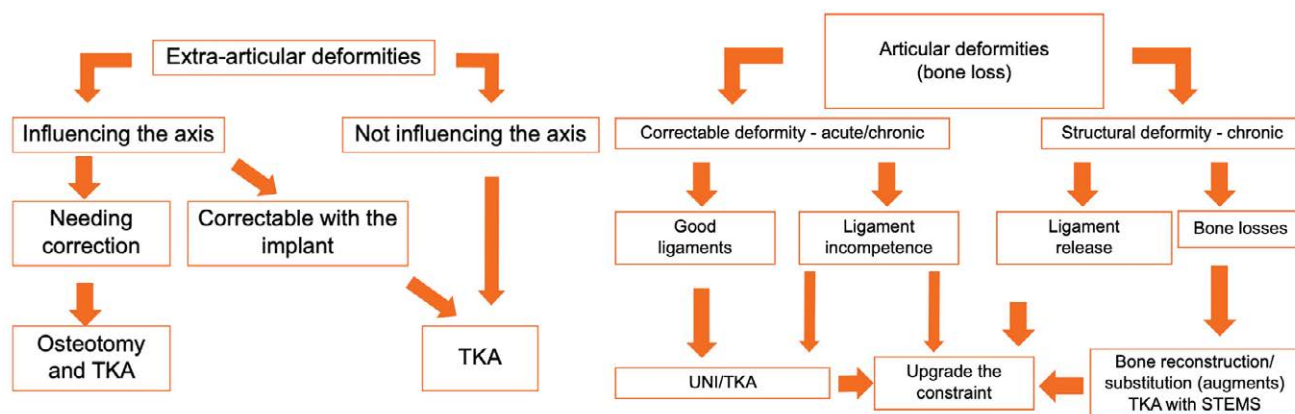 Extra-articular deformities
Influencing the axis
Not influencing the axis
Needing
correction
Correctable with the
implant
Osteotomy
and TKA
TKA
Articular deformities
(bone loss)
Correctable deformity - acute/chronic
Structural deformity - chronic
Good
ligaments
Ligament
incompetence
Ligament
release
Bone losses
UNI/TKA
Upgrade the
constraint
Bone reconstruction/
substitution (augments)
TKA with STEMS